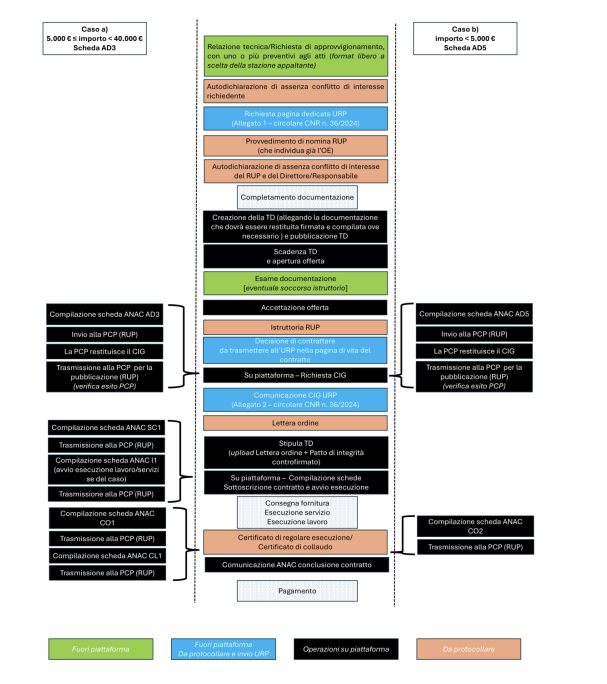 Caso a)
5.000 € ≤ importo < 40.000 €
Scheda AD3
Caso b)
importo < 5.000 €
Scheda AD5
Relazione tecnica/Richiesta di approvvigionamento,
con uno o più preventivi agli atti (format libero a
scelta della stazione appaltante)
Autodichiarazione di assenza conflitto di interesse
richiedente
Richiesta pagina dedicata URP
(Allegato 1 – circolare CNR n. 36/2024)
Provvedimento di nomina RUP
(che individua già l'OE)
Autodichiarazione di assenza conflitto di interesse
del RUP e del Direttore/Responsabile
Completamento documentazione
Creazione della TD (allegando la documentazione
che dovrà essere restituita firmata e compilata ove
necessario ) e pubblicazione TD
Scadenza TD
e apertura offerta
Esame documentazione
[eventuale soccorso istruttorio]
Accettazione offerta
Istruttoria RUP
Decisione di contrattare
da trasmettere all'URP nella pagina di vita del
contratto
Su piattaforma – Richiesta CIG
Comunicazione CIG URP
(Allegato 2 – circolare CNR n. 36/2024)
Lettera ordine
Stipula TD
(upload Lettera ordine + Patto di integrità
controfirmato)
Su piattaforma – Compilazione schede
Sottoscrizione contratto e avvio esecuzione
Consegna fornitura
Esecuzione servizio
Esecuzione lavoro
Certificato di regolare esecuzione/
Certificato di collaudo
Comunicazione ANAC conclusione contratto
Pagamento
Compilazione scheda ANAC AD3
Invio alla PCP (RUP)
La PCP restituisce il CIG
Trasmissione alla PCP per la
pubblicazione (RUP)
(verifica esito PCP)
Compilazione scheda ANAC SC1
Trasmissione alla PCP (RUP)
Compilazione scheda ANAC I1
(avvio esecuzione lavoro/servizi
se del caso)
Trasmissione alla PCP (RUP)
Compilazione scheda ANAC
CO1
Trasmissione alla PCP (RUP)
Compilazione scheda ANAC CL1
Trasmissione alla PCP (RUP)
Compilazione scheda ANAC AD5
Invio alla PCP (RUP)
La PCP restituisce il CIG
Trasmissione alla PCP per la
pubblicazione (RUP)
(verifica esito PCP)
Compilazione scheda ANAC
CO2
Trasmissione alla PCP (RUP)
Fuori piattaforma
Fuori piattaforma
Da protocollare e invio URP
Operazioni su piattaforma
Da protocollare